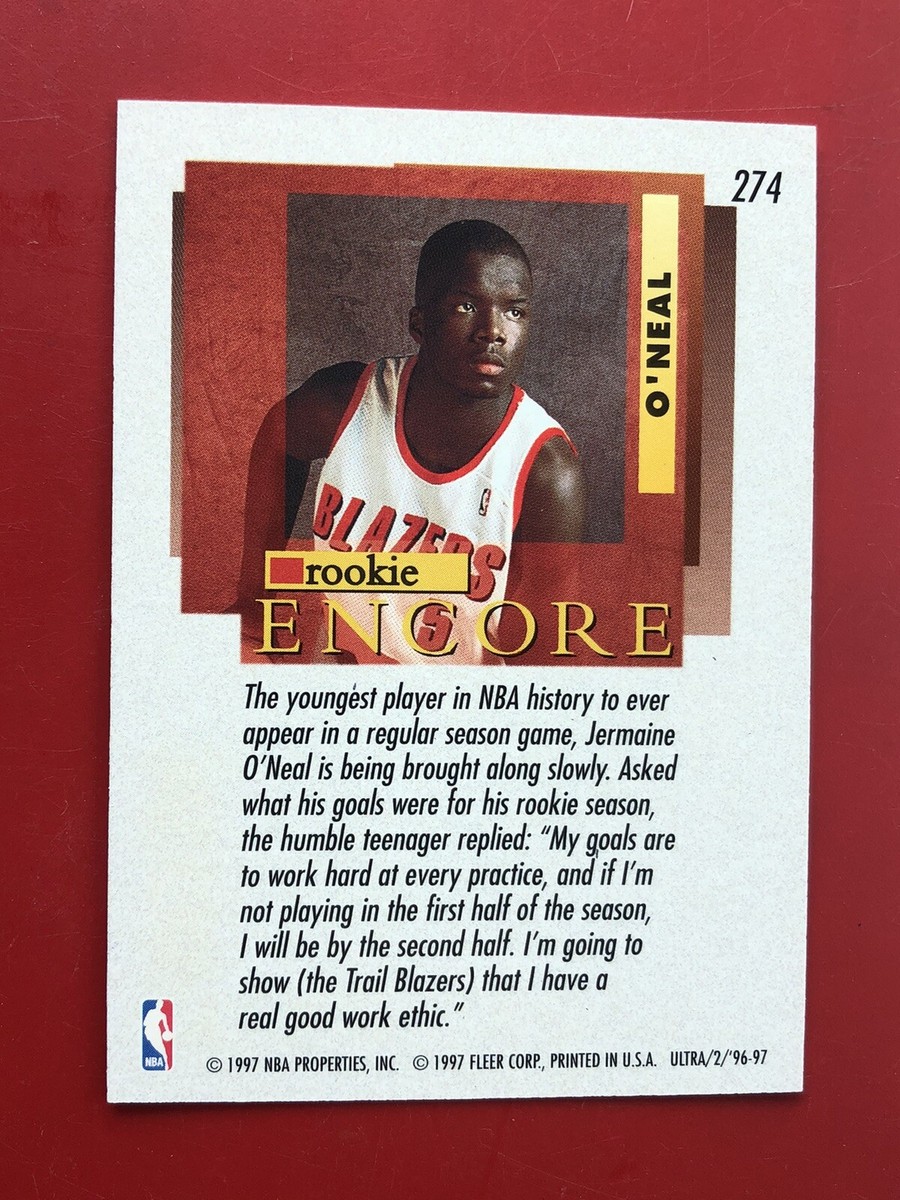 274
O'NEAL
BLAZERS
5
rookie
ENCORE
The youngest player in NBA history to ever
appear in a regular season game, Jermaine
O'Neal is being brought along slowly. Asked
what his goals were for his rookie season,
the humble teenager replied: “My goals are
to work hard at every practice, and if I'm
not playing in the first half of the season,
I will be by the second half. I'm going to
show (the Trail Blazers) that I have a
real good work ethic.”
NBA
© 1997 NBA PROPERTIES, INC. © 1997 FLEER CORP., PRINTED IN U.S.A. ULTRA/2/'96-97